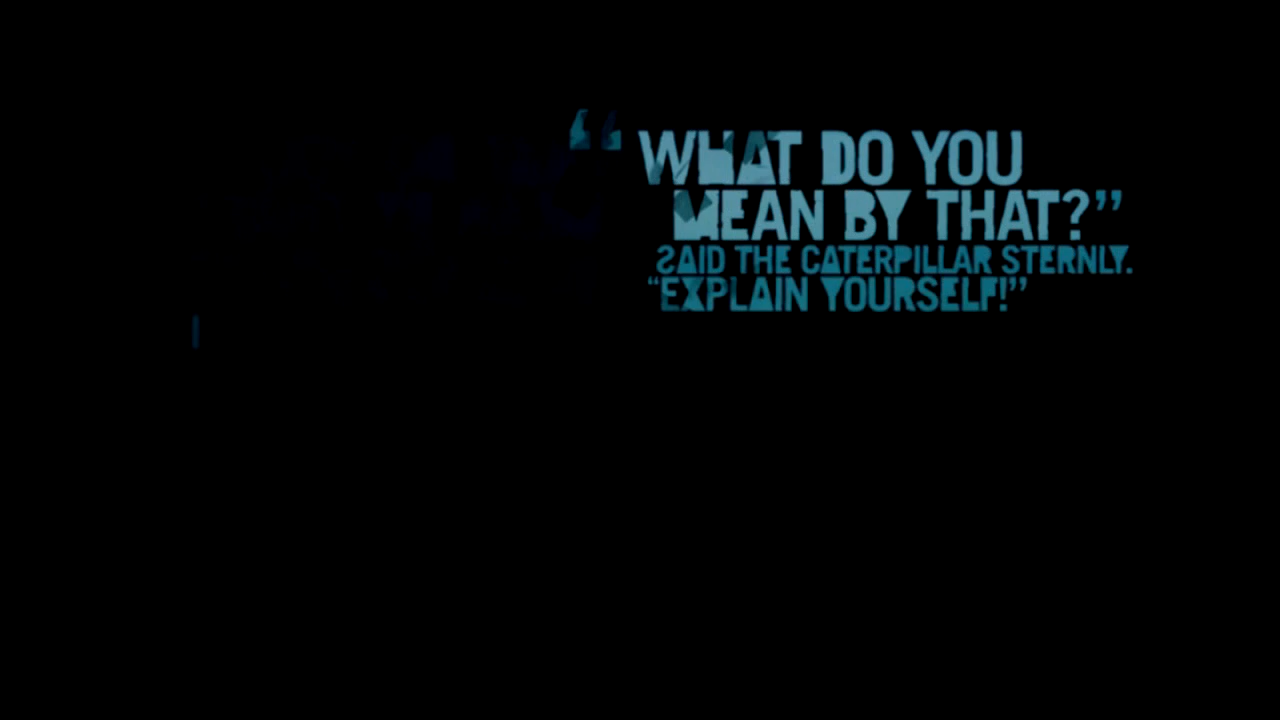 “WHAT DO YOU
MEAN BY THAT?”
SAID THE CATERPILLAR STERNLY.
“EXPLAIN YOURSELF!”